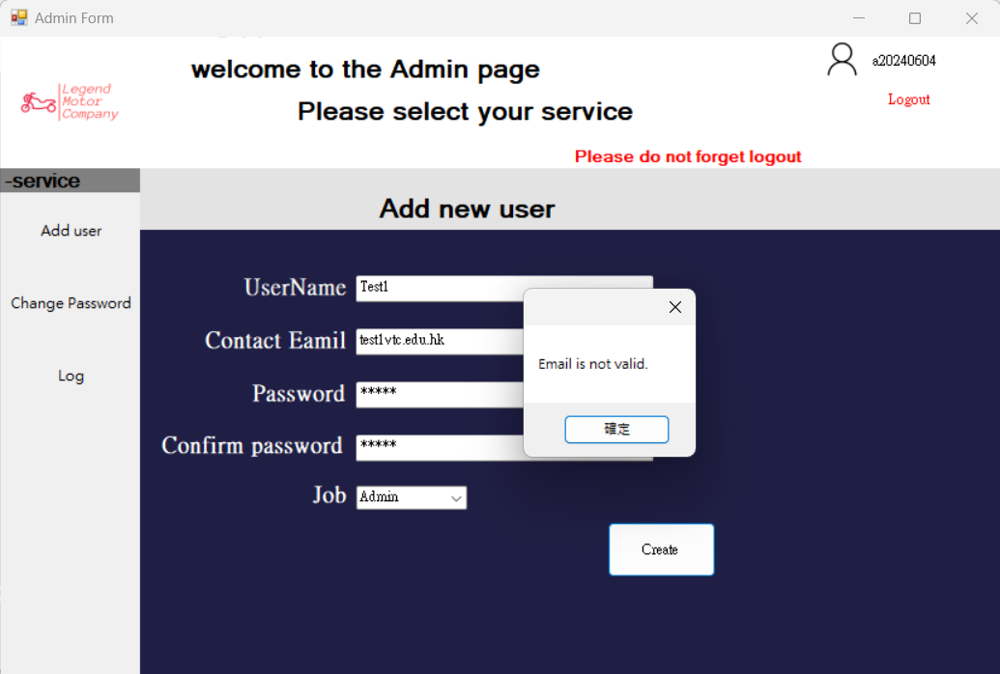 Admin Form
welcome to the Admin page
Please select your service
Please do not forget logout
Legend
Motor
Company
a20240604
Logout
-service
Add user
Change Password
Log
Add new user
UserName Test1
Contact Eamil test1vtc.edu.hk
Password *****
Confirm password *****
Job Admin
Create
Email is not valid.
確定